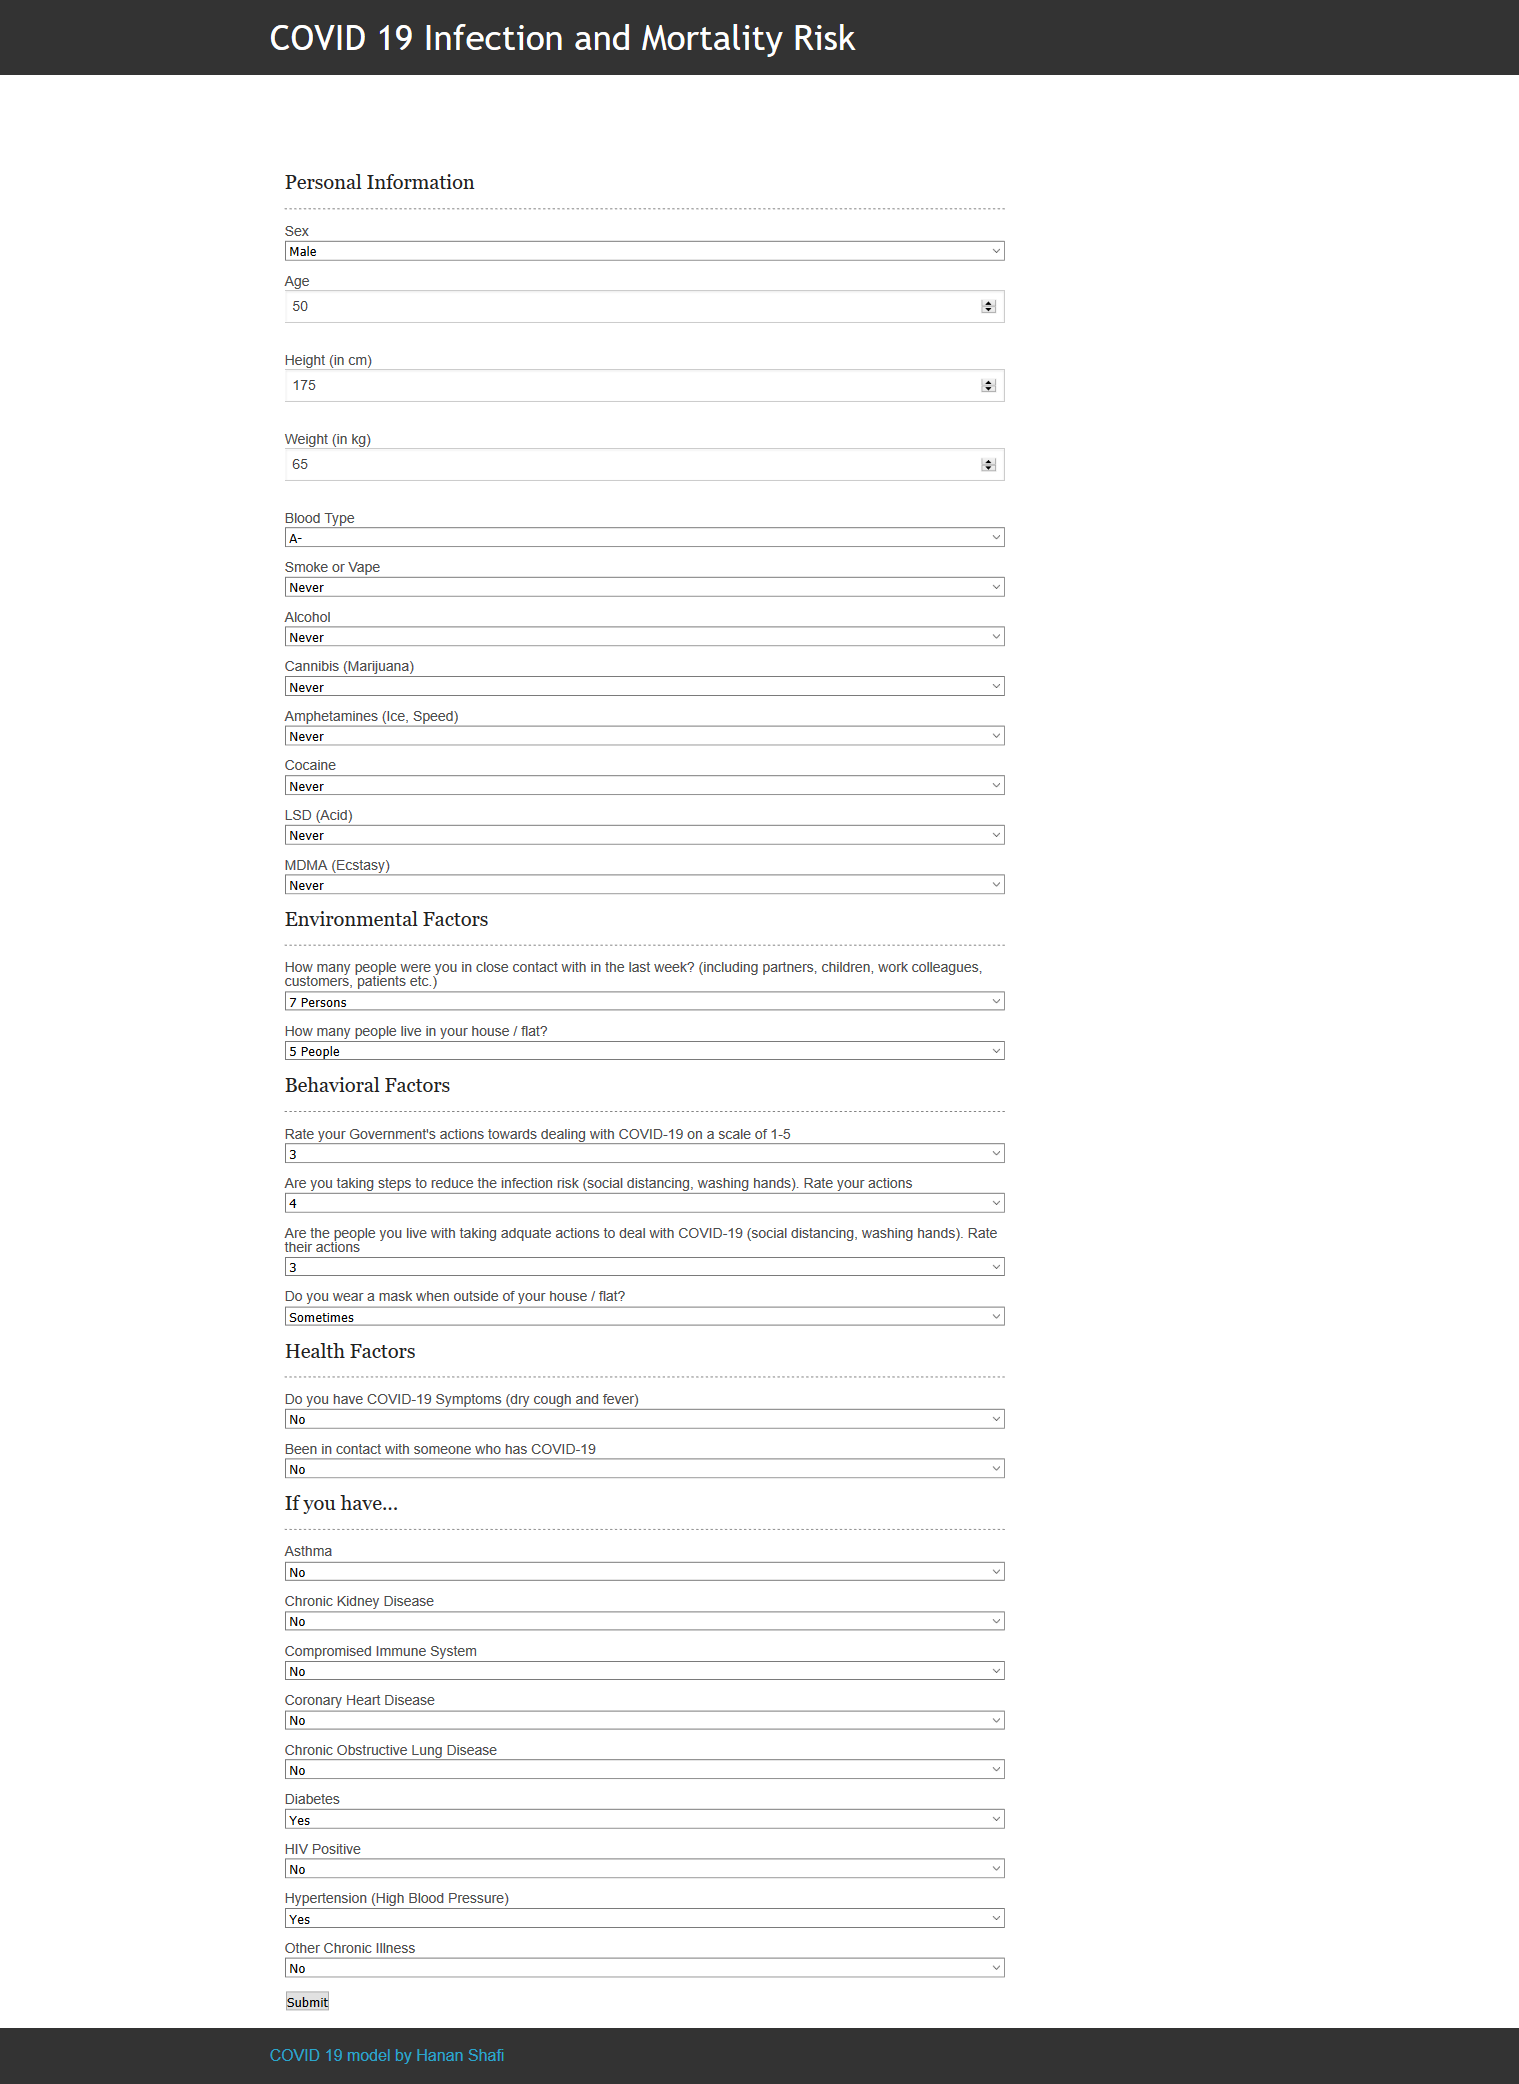 COVID 19 Infection and Mortality Risk
Personal Information
Sex
Male
Age
50
Height (in cm)
175
Weight (in kg)
65
Blood Type
A-
Smoke or Vape
Never
Alcohol
Never
Cannibis (Marijuana)
Never
Amphetamines (Ice, Speed)
Never
Cocaine
Never
LSD (Acid)
Never
MDMA (Ecstasy)
Never
Environmental Factors
How many people were you in close contact with in the last week? (including partners, children, work colleagues,
customers, patients etc.)
7 Persons
How many people live in your house / flat?
5 People
Behavioral Factors
Rate your Government's actions towards dealing with COVID-19 on a scale of 1-5
3
Are you taking steps to reduce the infection risk (social distancing, washing hands). Rate your actions
4
Are the people you live with taking adquate actions to deal with COVID-19 (social distancing, washing hands). Rate
their actions
3
Do you wear a mask when outside of your house / flat?
Sometimes
Health Factors
Do you have COVID-19 Symptoms (dry cough and fever)
No
Been in contact with someone who has COVID-19
No
If you have...
Asthma
No
Chronic Kidney Disease
No
Compromised Immune System
No
Coronary Heart Disease
No
Chronic Obstructive Lung Disease
No
Diabetes
Yes
HIV Positive
No
Hypertension (High Blood Pressure)
Yes
Other Chronic Illness
No
Submit
COVID 19 model by Hanan Shafi